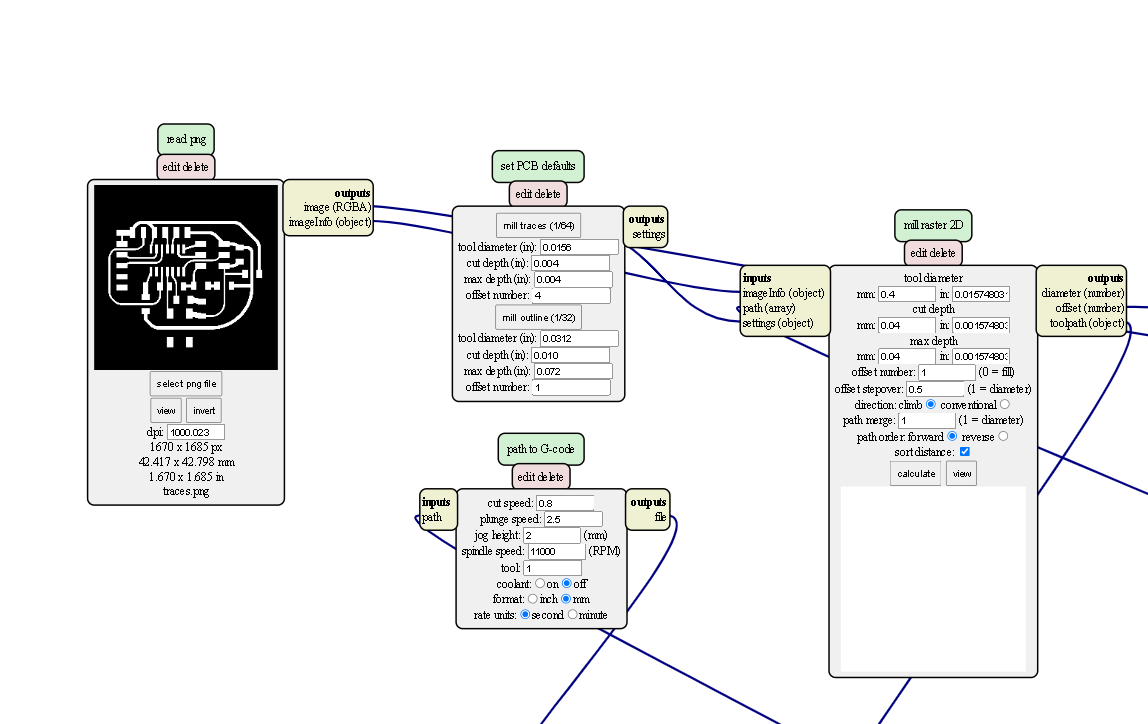 read png
edit delete
outputs
image (RGBA)
imageInfo (object)
select png file
view invert
dpi: 1000.023
1670 x 1685 px
42.417 x 42.798 mm
1.670 x 1.685 in
traces.png
set PCB defaults
edit delete
mill traces (1/64)
tool diameter (in): 0.0156
cut depth (in): 0.004
max depth (in): 0.004
offset number: 4
mill outline (1/32)
tool diameter (in): 0.0312
cut depth (in): 0.010
max depth (in): 0.072
offset number: 1
outputs
settings
path to G-code
edit delete
inputs
path
cut speed: 0.8
plunge speed: 2.5
jog height: 2 (mm)
spindle speed: 11000 (RPM)
tool: 1
coolant: on off
format: inch mm
rate units: second minute
outputs
file
mill raster 2D
edit delete
inputs
imageInfo (object)
path (array)
settings (object)
tool diameter
mm: 0.4 in: 0.01574803
cut depth
mm: 0.04 in: 0.00157480
max depth
mm: 0.04 in: 0.00157480
offset number: 1 (0 = fill)
offset stepover: 0.5 (1 = diameter)
direction: climb conventional
path merge: 1 (1 = diameter)
path order: forward reverse
sort distance:
calculate view
outputs
diameter (number)
offset (number)
toolpath (object)